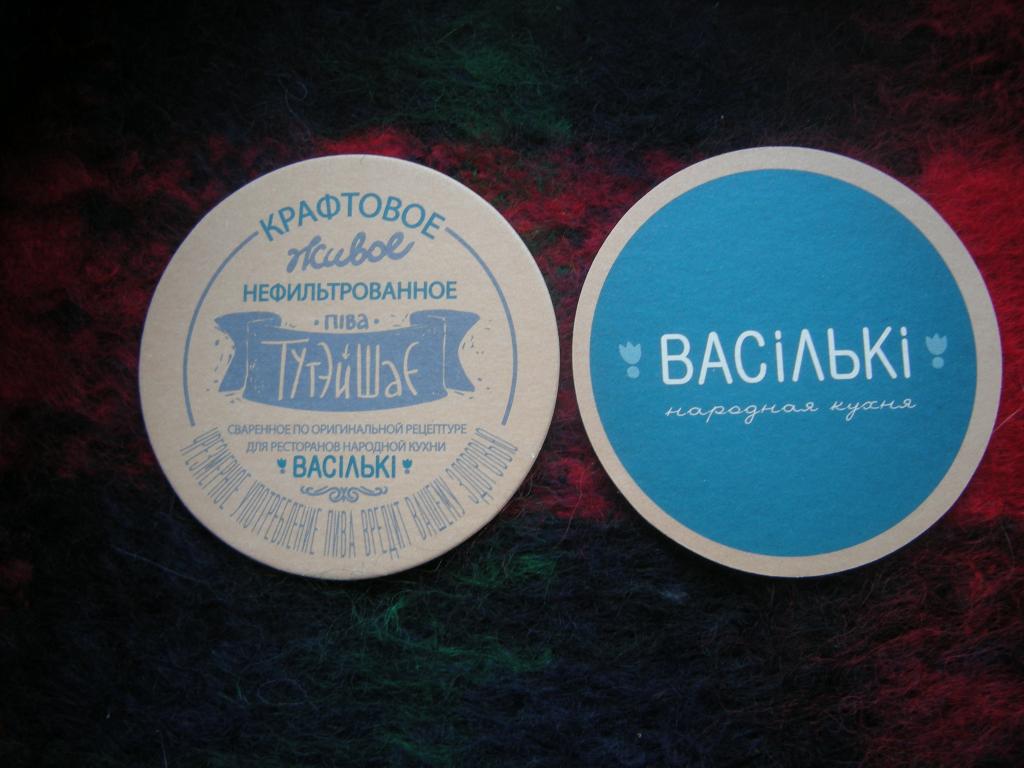 КРАФТОВОЕ
живое
НЕФИЛЬТРОВАННОЕ
·піва·
ТУТЭЙШАЕ
СВАРЕННОЕ ПО ОРИГИНАЛЬНОЙ РЕЦЕПТУРЕ
ДЛЯ РЕСТОРАНОВ НАРОДНОЙ КУХНИ
ВАСІЛЬКІ
ЧРЕЗМЕРНОЕ УПОТРЕБЛЕНИЕ ПИВА ВРЕДИТ ВАШЕМУ ЗДОРОВЬЮ
ВАСіЛЬКі
народная кухня